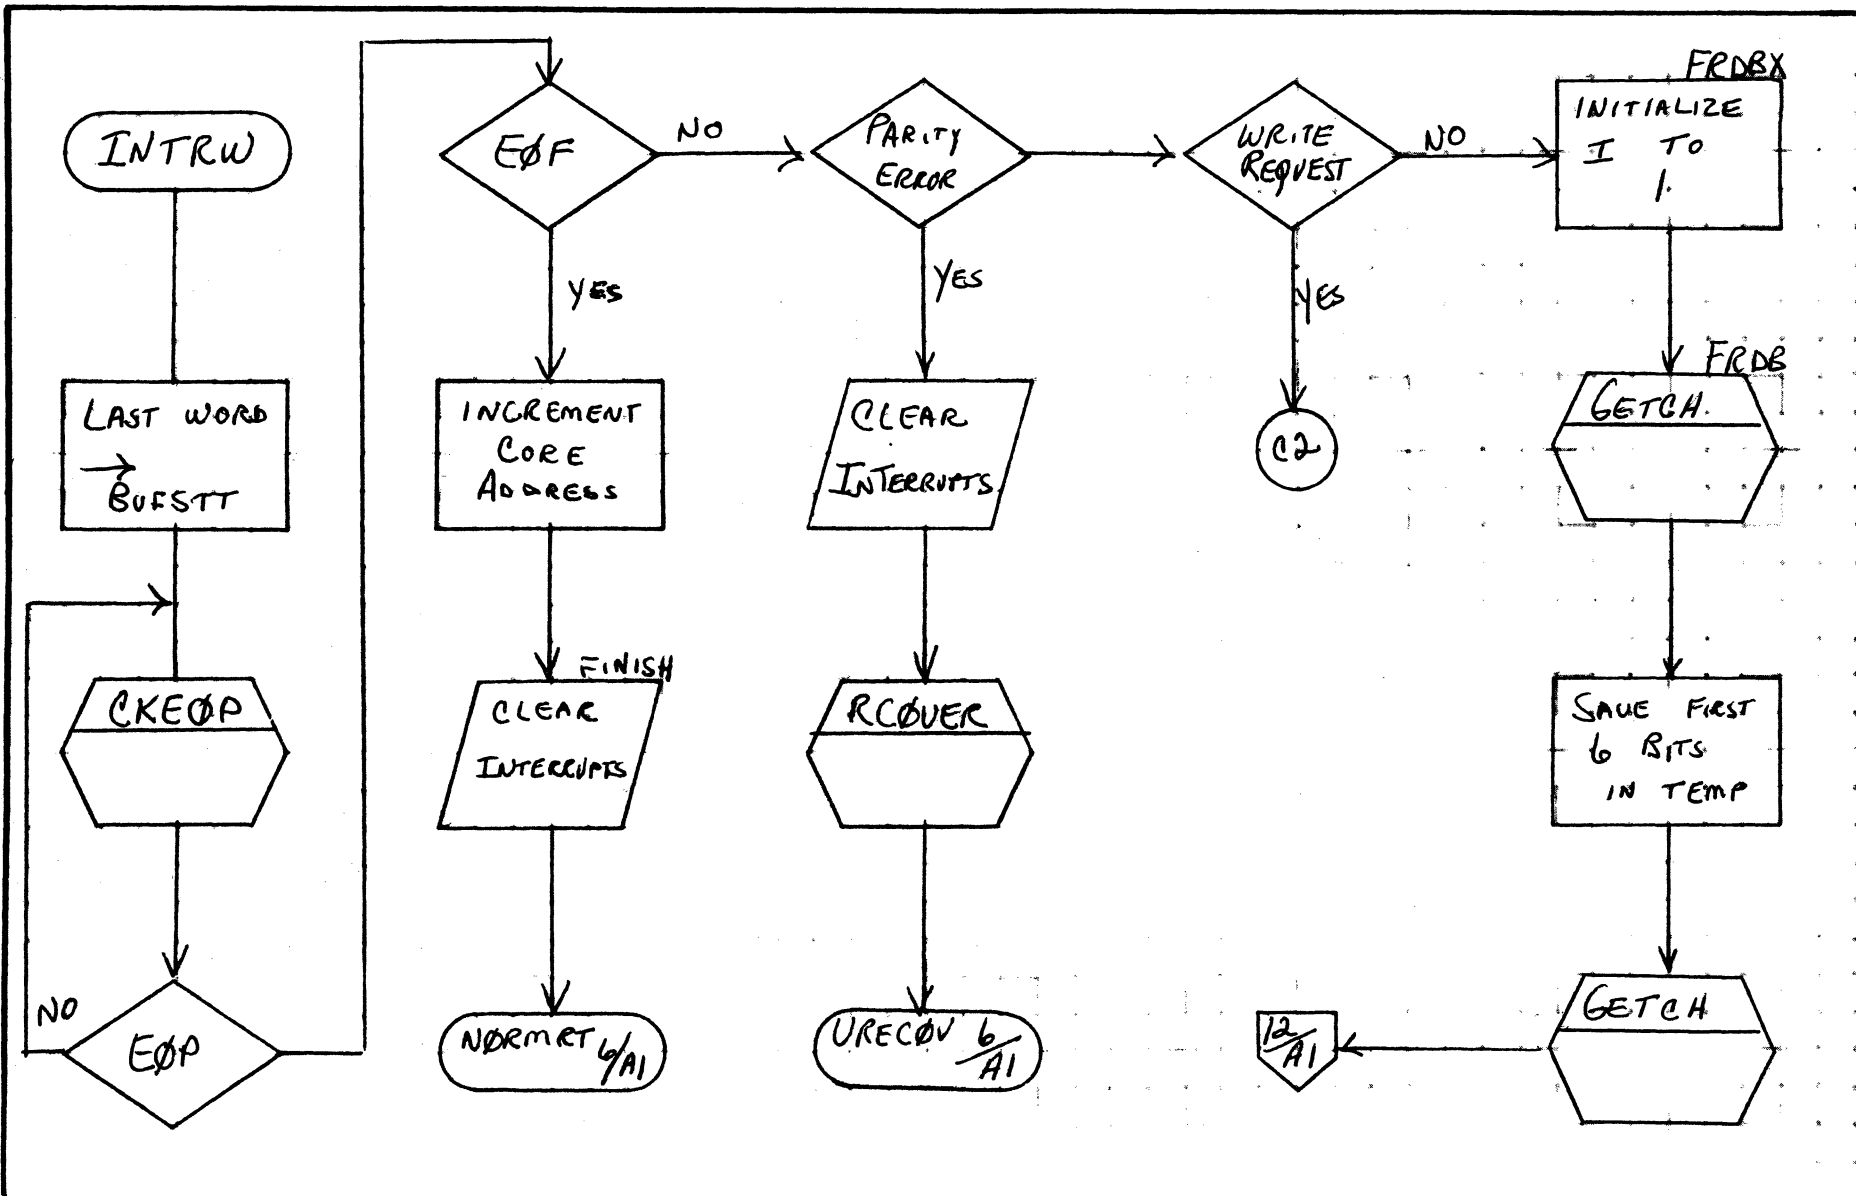 INTRW
LAST WORD
→
BUFSTT
CKEØP
NO
EØP
EØF
NO
YES
INCREMENT
CORE
ADDRESS
FINISH
CLEAR
INTERRUPTS
NØRMRT 6/A1
PARITY
ERROR
YES
CLEAR
INTERRUPTS
RCØVER
URECØV 6/A1
WRITE
REQUEST
NO
YES
C2
FRDBX
INITIALIZE
I TO
1.
FRDB
GETCH.
SAVE FIRST
6 BITS
IN TEMP
GETCH
12/A1